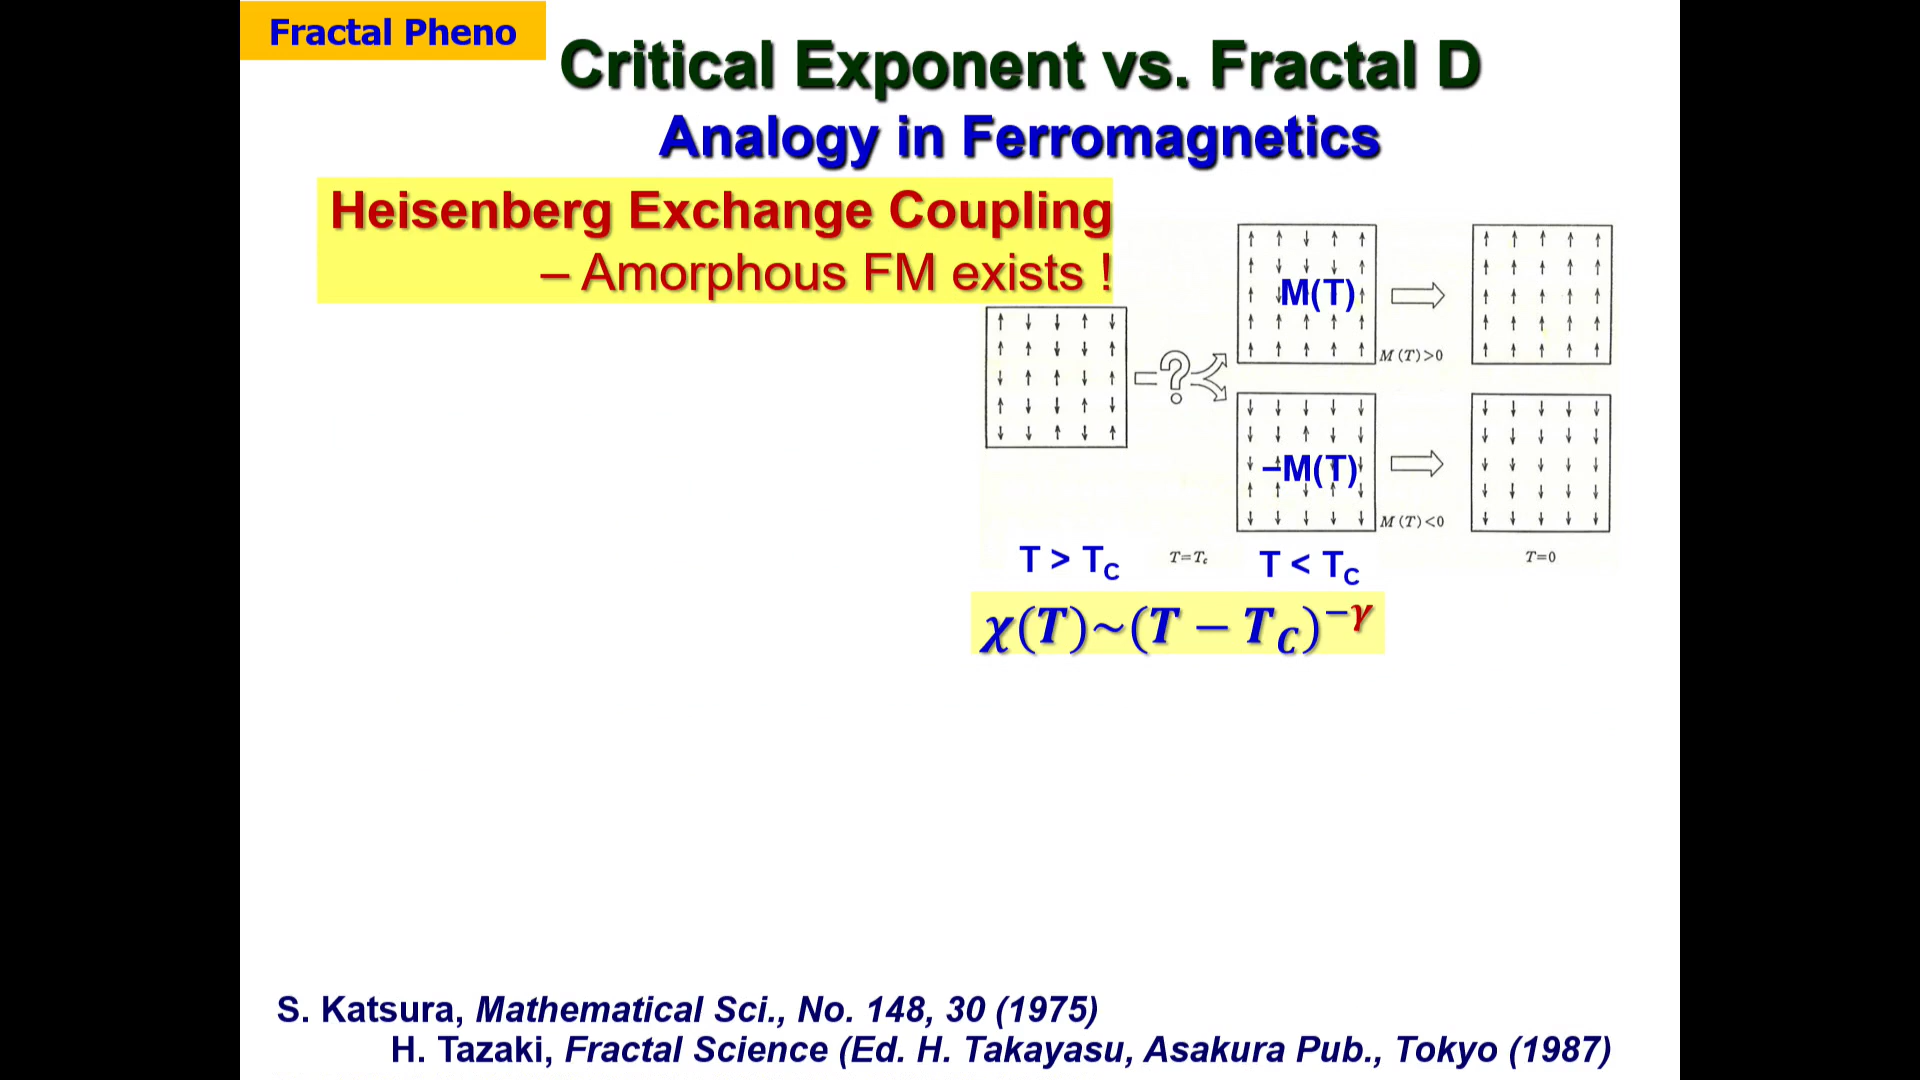 Fractal Pheno
Critical Exponent vs. Fractal D
Analogy in Ferromagnetics
Heisenberg Exchange Coupling
– Amorphous FM exists !
M(T)
M(T)>0
?
–M(T)
M(T)<0
T > T_C
T=T_c
T < T_C
T=0
χ(T)~(T − T_C)^−γ
S. Katsura, Mathematical Sci., No. 148, 30 (1975)
H. Tazaki, Fractal Science (Ed. H. Takayasu, Asakura Pub., Tokyo (1987)